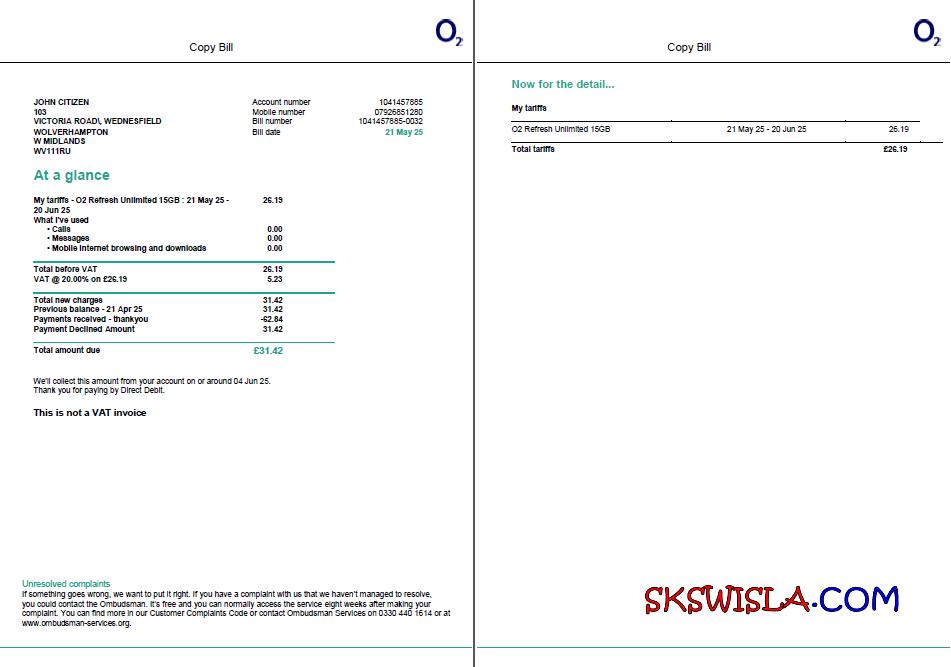 Copy Bill
O2
JOHN CITIZEN
103
VICTORIA ROAD\, WEDNESFIELD
WOLVERHAMPTON
W MIDLANDS
WV111RU
Account number 1041457885
Mobile number 07926851280
Bill number 1041457885-0032
Bill date 21 May 25
At a glance
My tariffs - O2 Refresh Unlimited 15GB : 21 May 25 - 26.19
20 Jun 25
What I've used
• Calls 0.00
• Messages 0.00
• Mobile Internet browsing and downloads 0.00
Total before VAT 26.19
VAT @ 20.00% on £26.19 5.23
Total new charges 31.42
Previous balance - 21 Apr 25 31.42
Payments received - thankyou -62.84
Payment Declined Amount 31.42
Total amount due £31.42
We'll collect this amount from your account on or around 04 Jun 25.
Thank you for paying by Direct Debit.
This is not a VAT invoice
Unresolved complaints
If something goes wrong, we want to put it right. If you have a complaint with us that we haven't managed to resolve,
you could contact the Ombudsman. It's free and you can normally access the service eight weeks after making your
complaint. You can find more in our Customer Complaints Code or contact Ombudsman Services on 0330 440 1614 or at
www.ombudsman-services.org.
Copy Bill
O2
Now for the detail...
My tariffs
O2 Refresh Unlimited 15GB 21 May 25 - 20 Jun 25 26.19
Total tariffs £26.19
SKSWISLA.COM